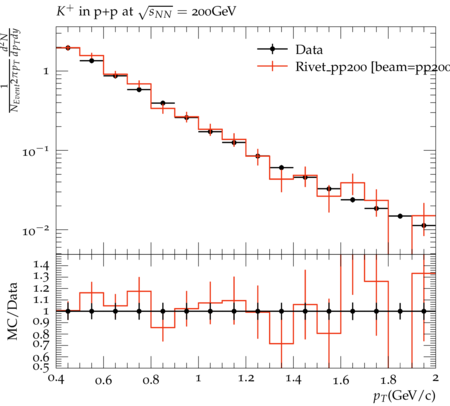 K⁺ in p+p at √s_NN = 200GeV
1/(N_Event 2πp_T) d²N/(dp_T dy)
Data
Rivet_pp200 [beam=pp200
1
10⁻¹
10⁻²
MC/Data
1.4
1.3
1.2
1.1
1
0.9
0.8
0.7
0.6
0.5
0.4 0.6 0.8 1 1.2 1.4 1.6 1.8 2
p_T(GeV/c)